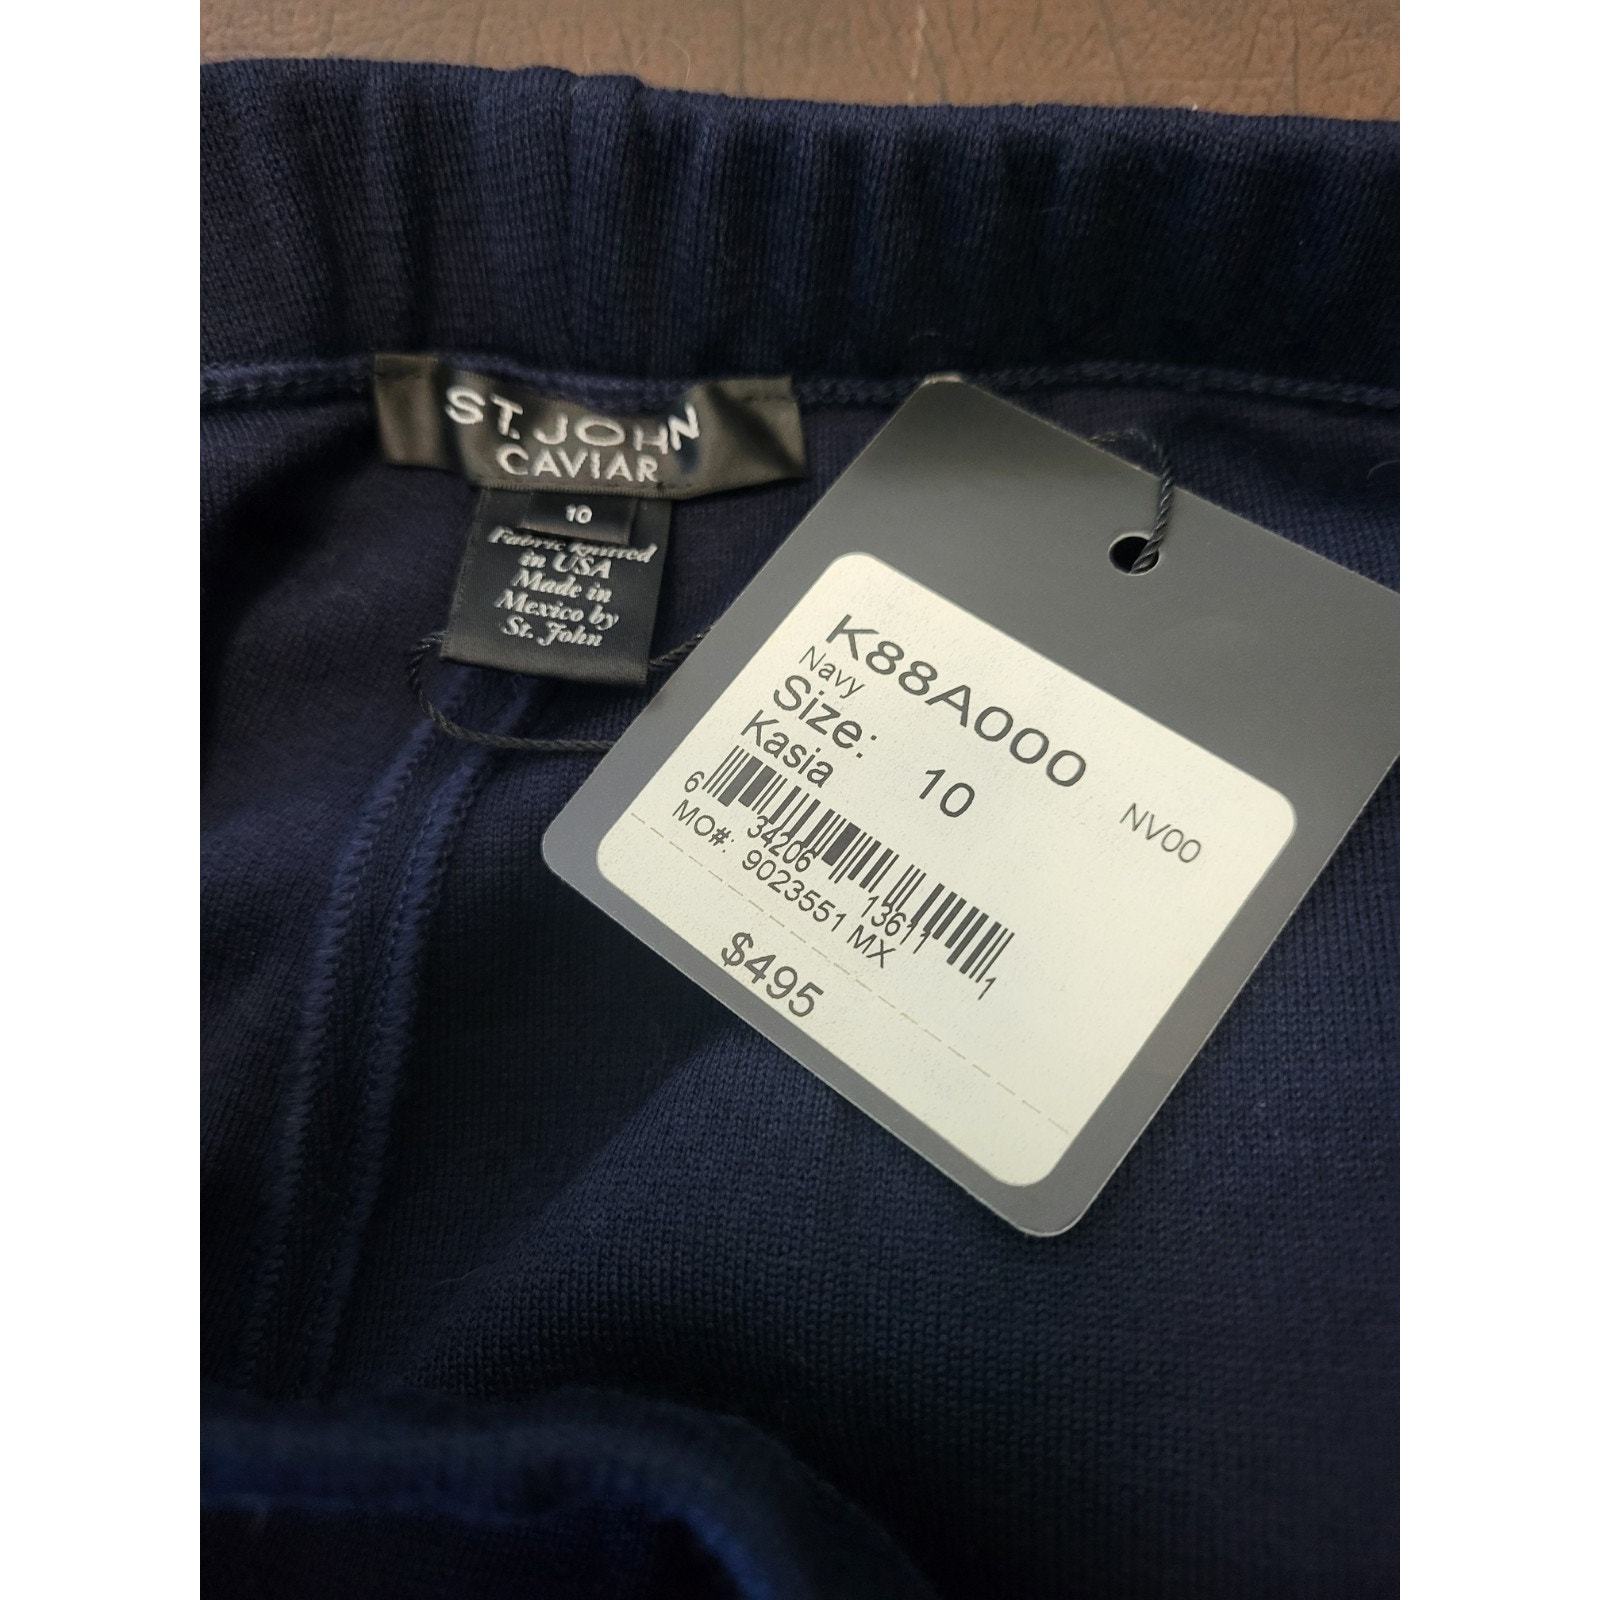 ST. JOHN
CAVIAR
10
Fabric knitted
in USA
Made in
Mexico by
St. John
K88A000
Navy NV00
Size: 10
Kasia
6 34206 13611 1
MO#: 9023551 MX
$495